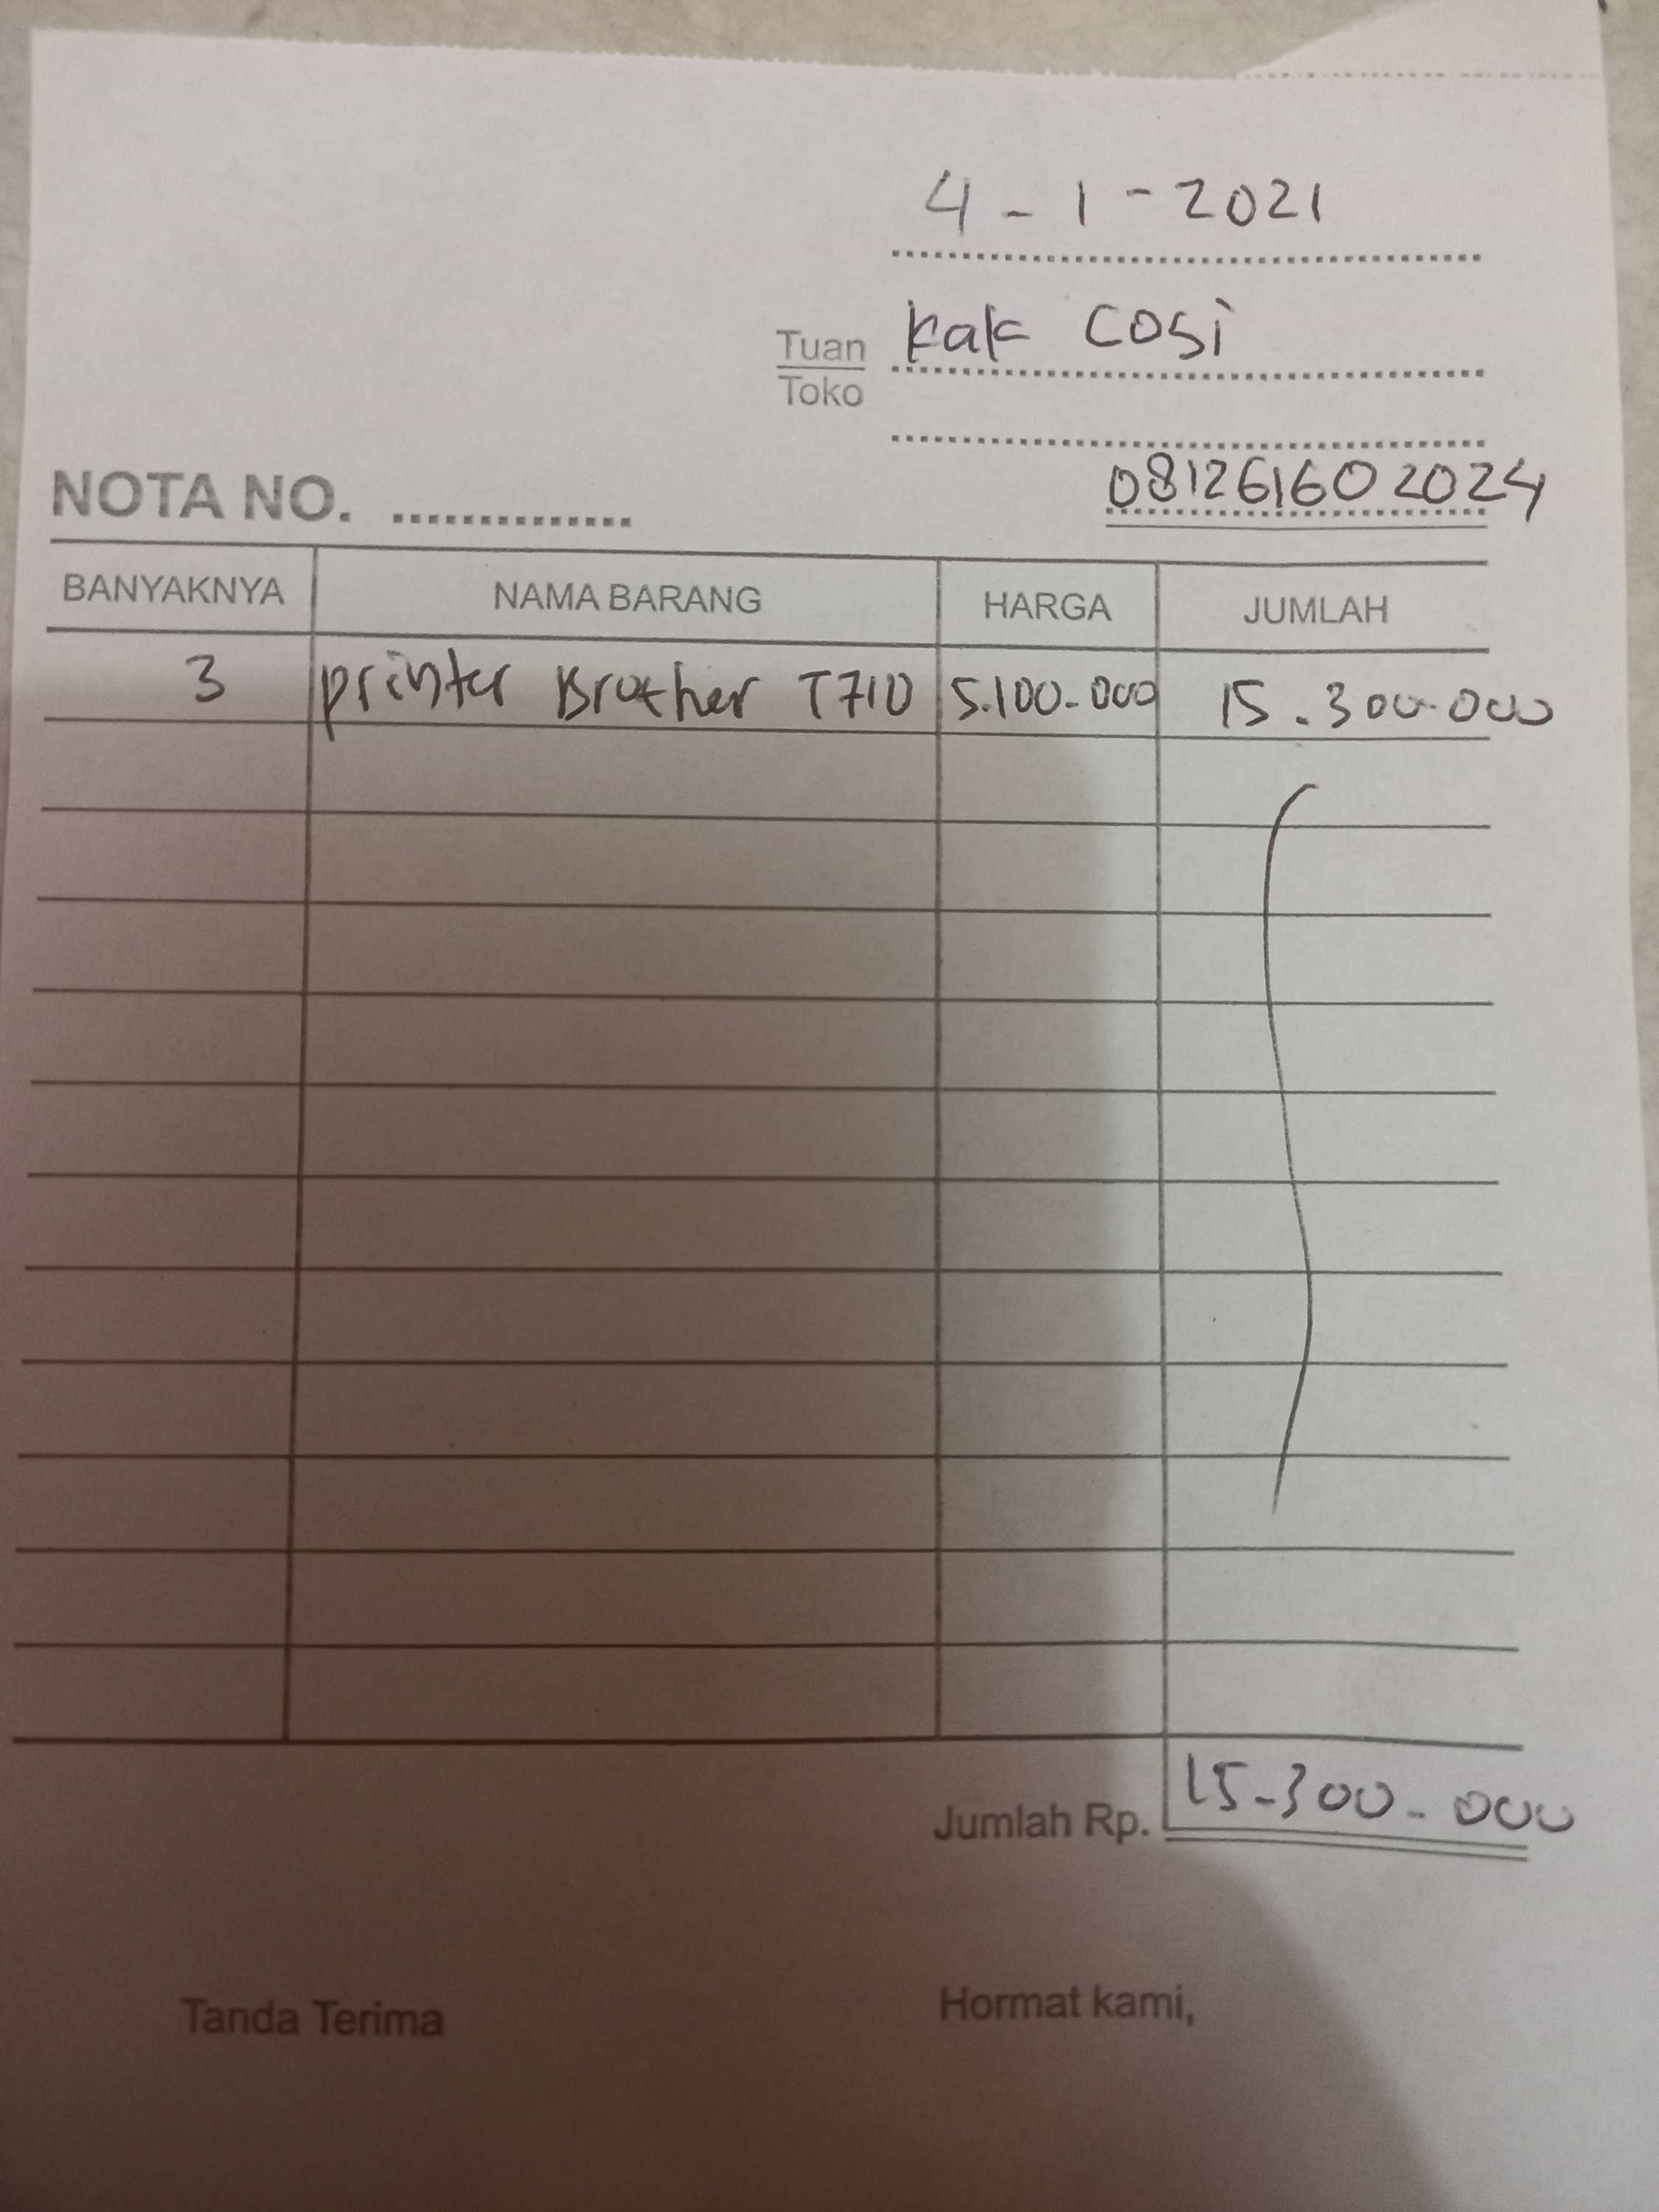 4 - 1 - 2021
Tuan kak cosi
Toko
NOTA NO. .............. 081261602024
BANYAKNYA NAMA BARANG HARGA JUMLAH
3 printer Brother T710 5.100.000 15.300.000
Jumlah Rp. 15.300.000
Tanda Terima Hormat kami,